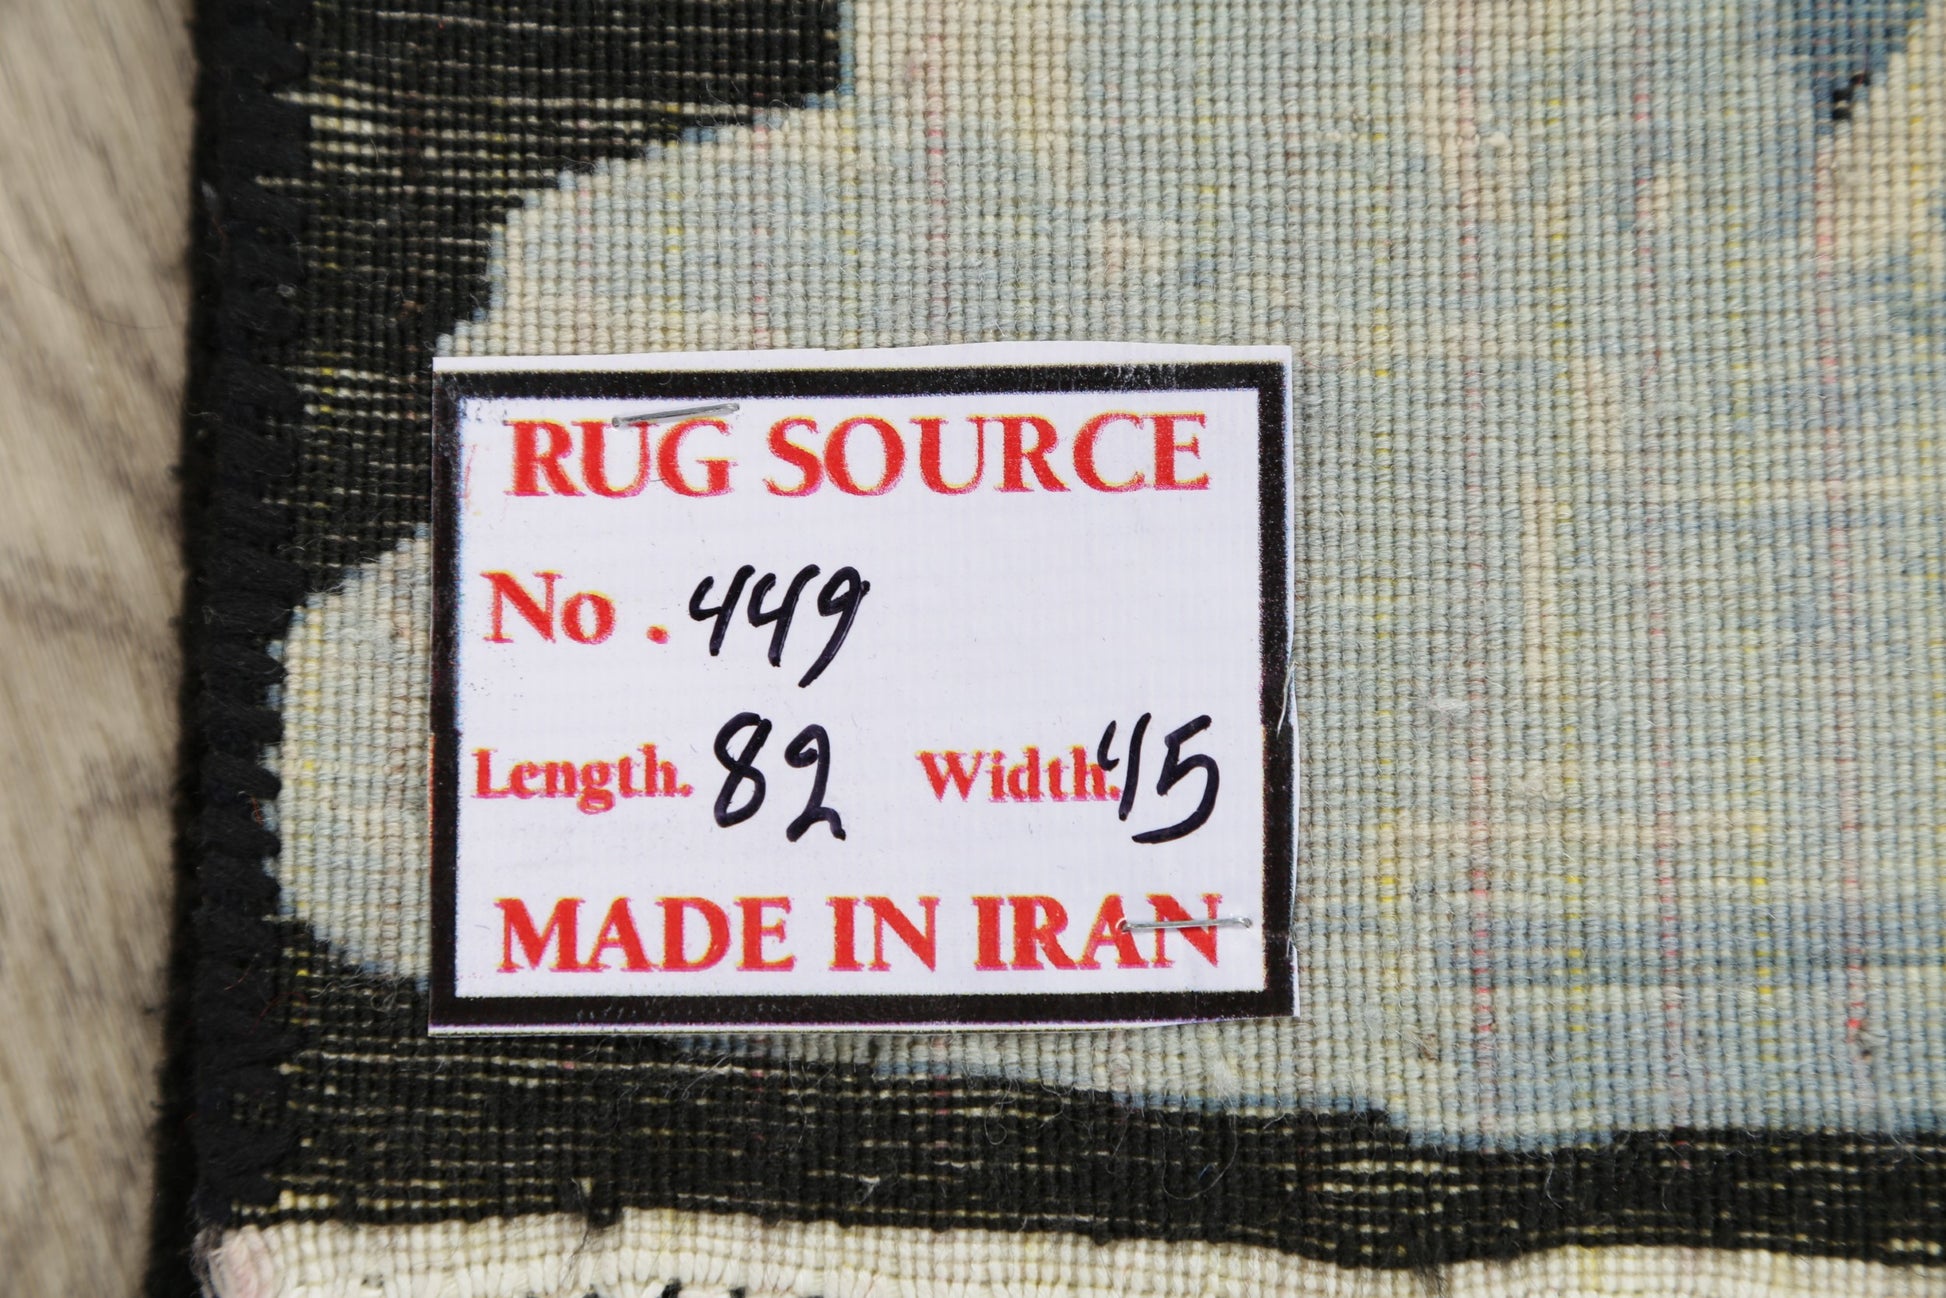 RUG SOURCE
No . 449
Length. 82 Width. 45
MADE IN IRAN